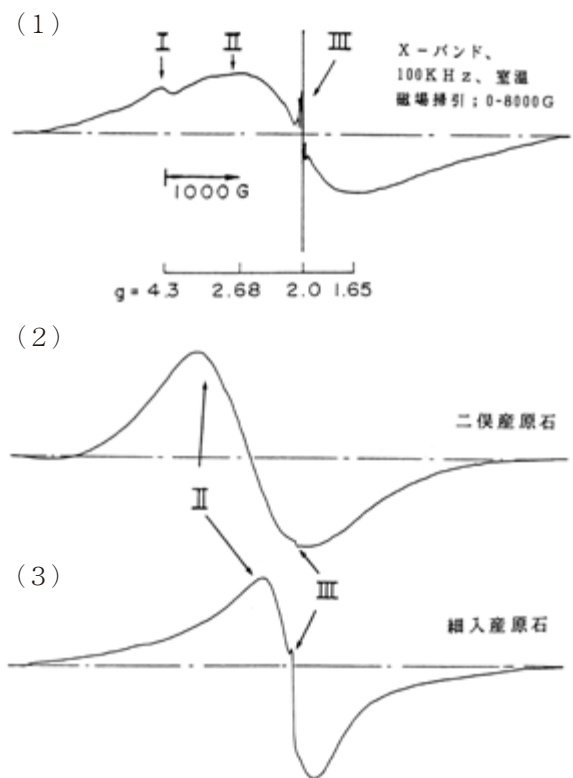 (1)
I II III
X-バンド、
100KHz、室温
磁場掃引;0-8000G
1000G
g=4.3 2.68 2.0 1.65
(2)
二俣産原石
II
(3)
III
細入産原石